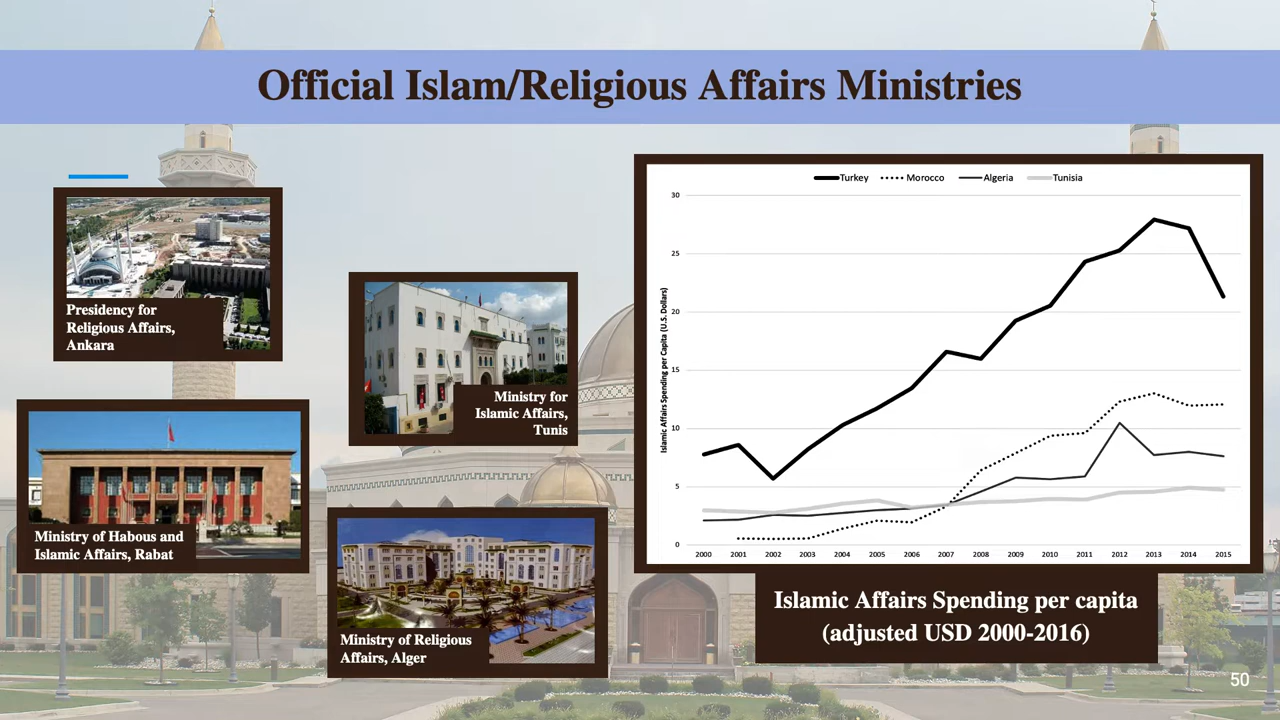 Official Islam/Religious Affairs Ministries
Presidency for
Religious Affairs,
Ankara
Ministry for
Islamic Affairs,
Tunis
Ministry of Habous and
Islamic Affairs, Rabat
Ministry of Religious
Affairs, Alger
Turkey
Morocco
Algeria
Tunisia
Islamic Affairs Spending per Capita (U.S. Dollars)
30
25
20
15
10
5
0
2000 2001 2002 2003 2004 2005 2006 2007 2008 2009 2010 2011 2012 2013 2014 2015
Islamic Affairs Spending per capita
(adjusted USD 2000-2016)
50